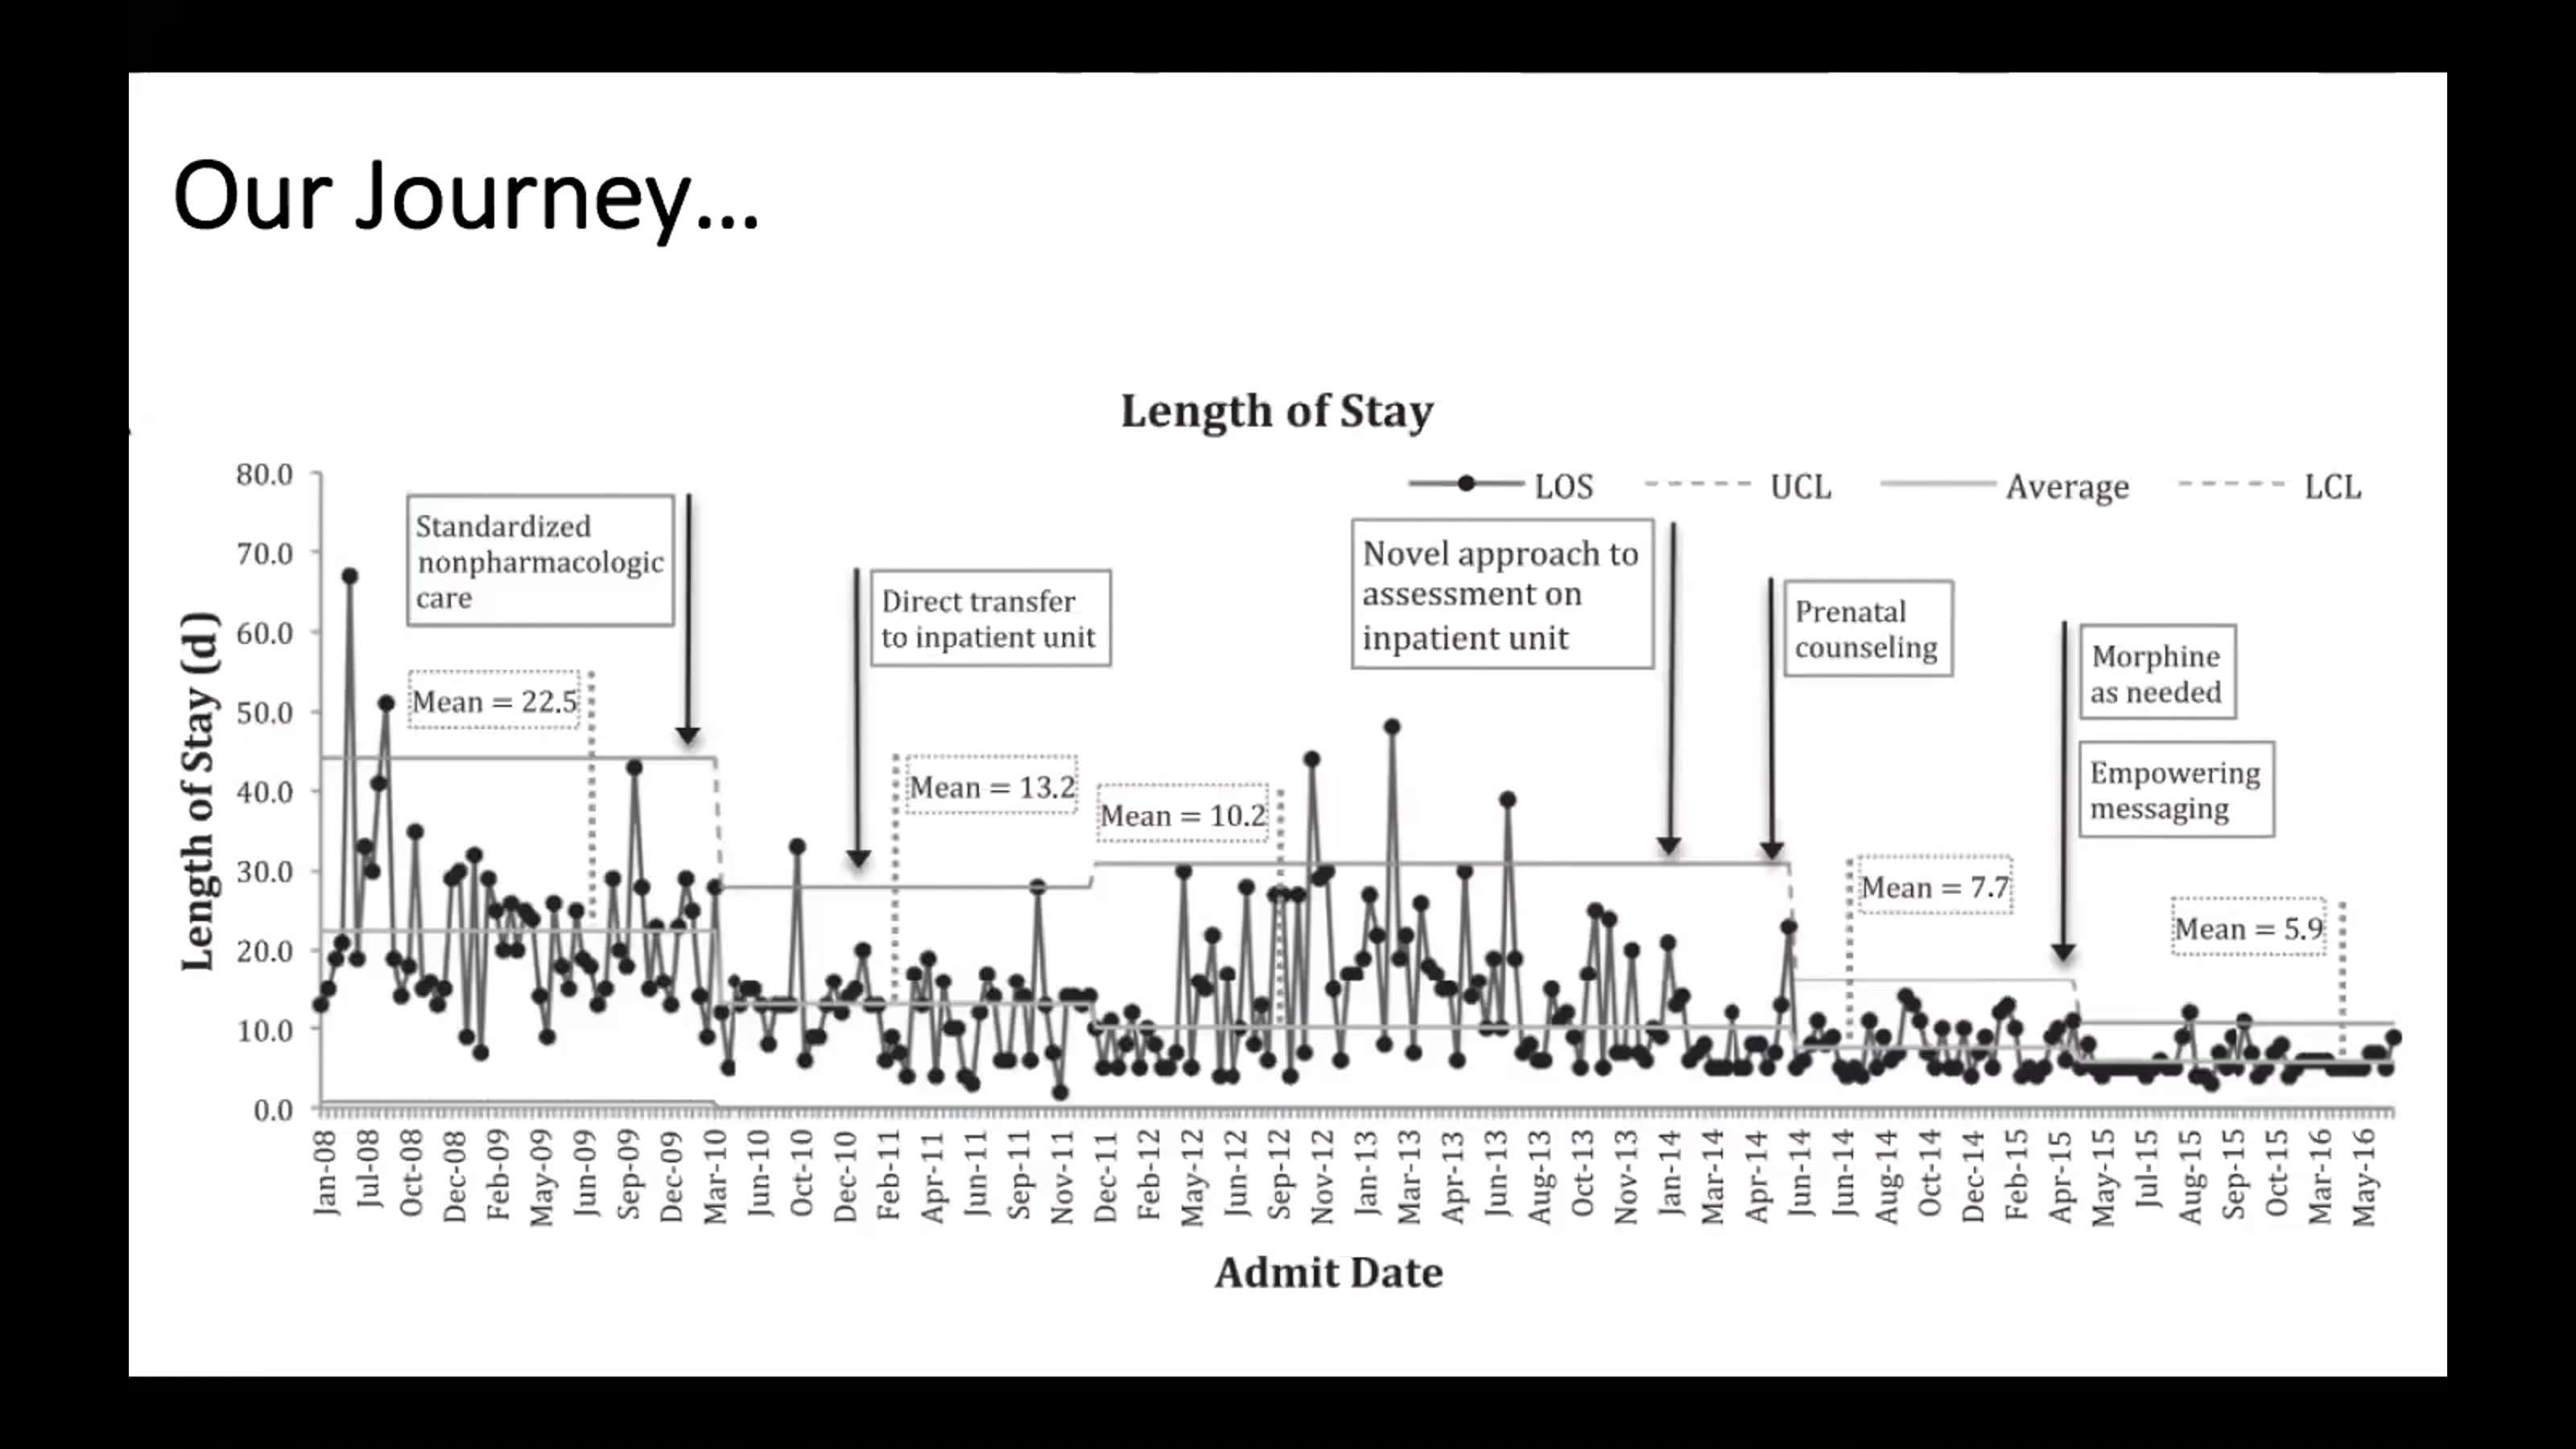 Our Journey...
Length of Stay
80.0
70.0
60.0
50.0
40.0
30.0
20.0
10.0
0.0
Length of Stay (d)
LOS
UCL
Average
LCL
Standardized
nonpharmacologic
care
Mean = 22.5
Direct transfer
to inpatient unit
Mean = 13.2
Mean = 10.2
Novel approach to
assessment on
inpatient unit
Prenatal
counseling
Mean = 7.7
Morphine
as needed
Empowering
messaging
Mean = 5.9
Jan-08
Jul-08
Oct-08
Dec-08
Feb-09
May-09
Jun-09
Sep-09
Dec-09
Mar-10
Jun-10
Oct-10
Dec-10
Feb-11
Apr-11
Jun-11
Sep-11
Nov-11
Dec-11
Feb-12
May-12
Jun-12
Sep-12
Nov-12
Jan-13
Mar-13
Apr-13
Jun-13
Aug-13
Oct-13
Nov-13
Jan-14
Mar-14
Apr-14
Jun-14
Jun-14
Aug-14
Oct-14
Dec-14
Feb-15
Apr-15
May-15
Jul-15
Aug-15
Sep-15
Oct-15
Mar-16
May-16
Admit Date